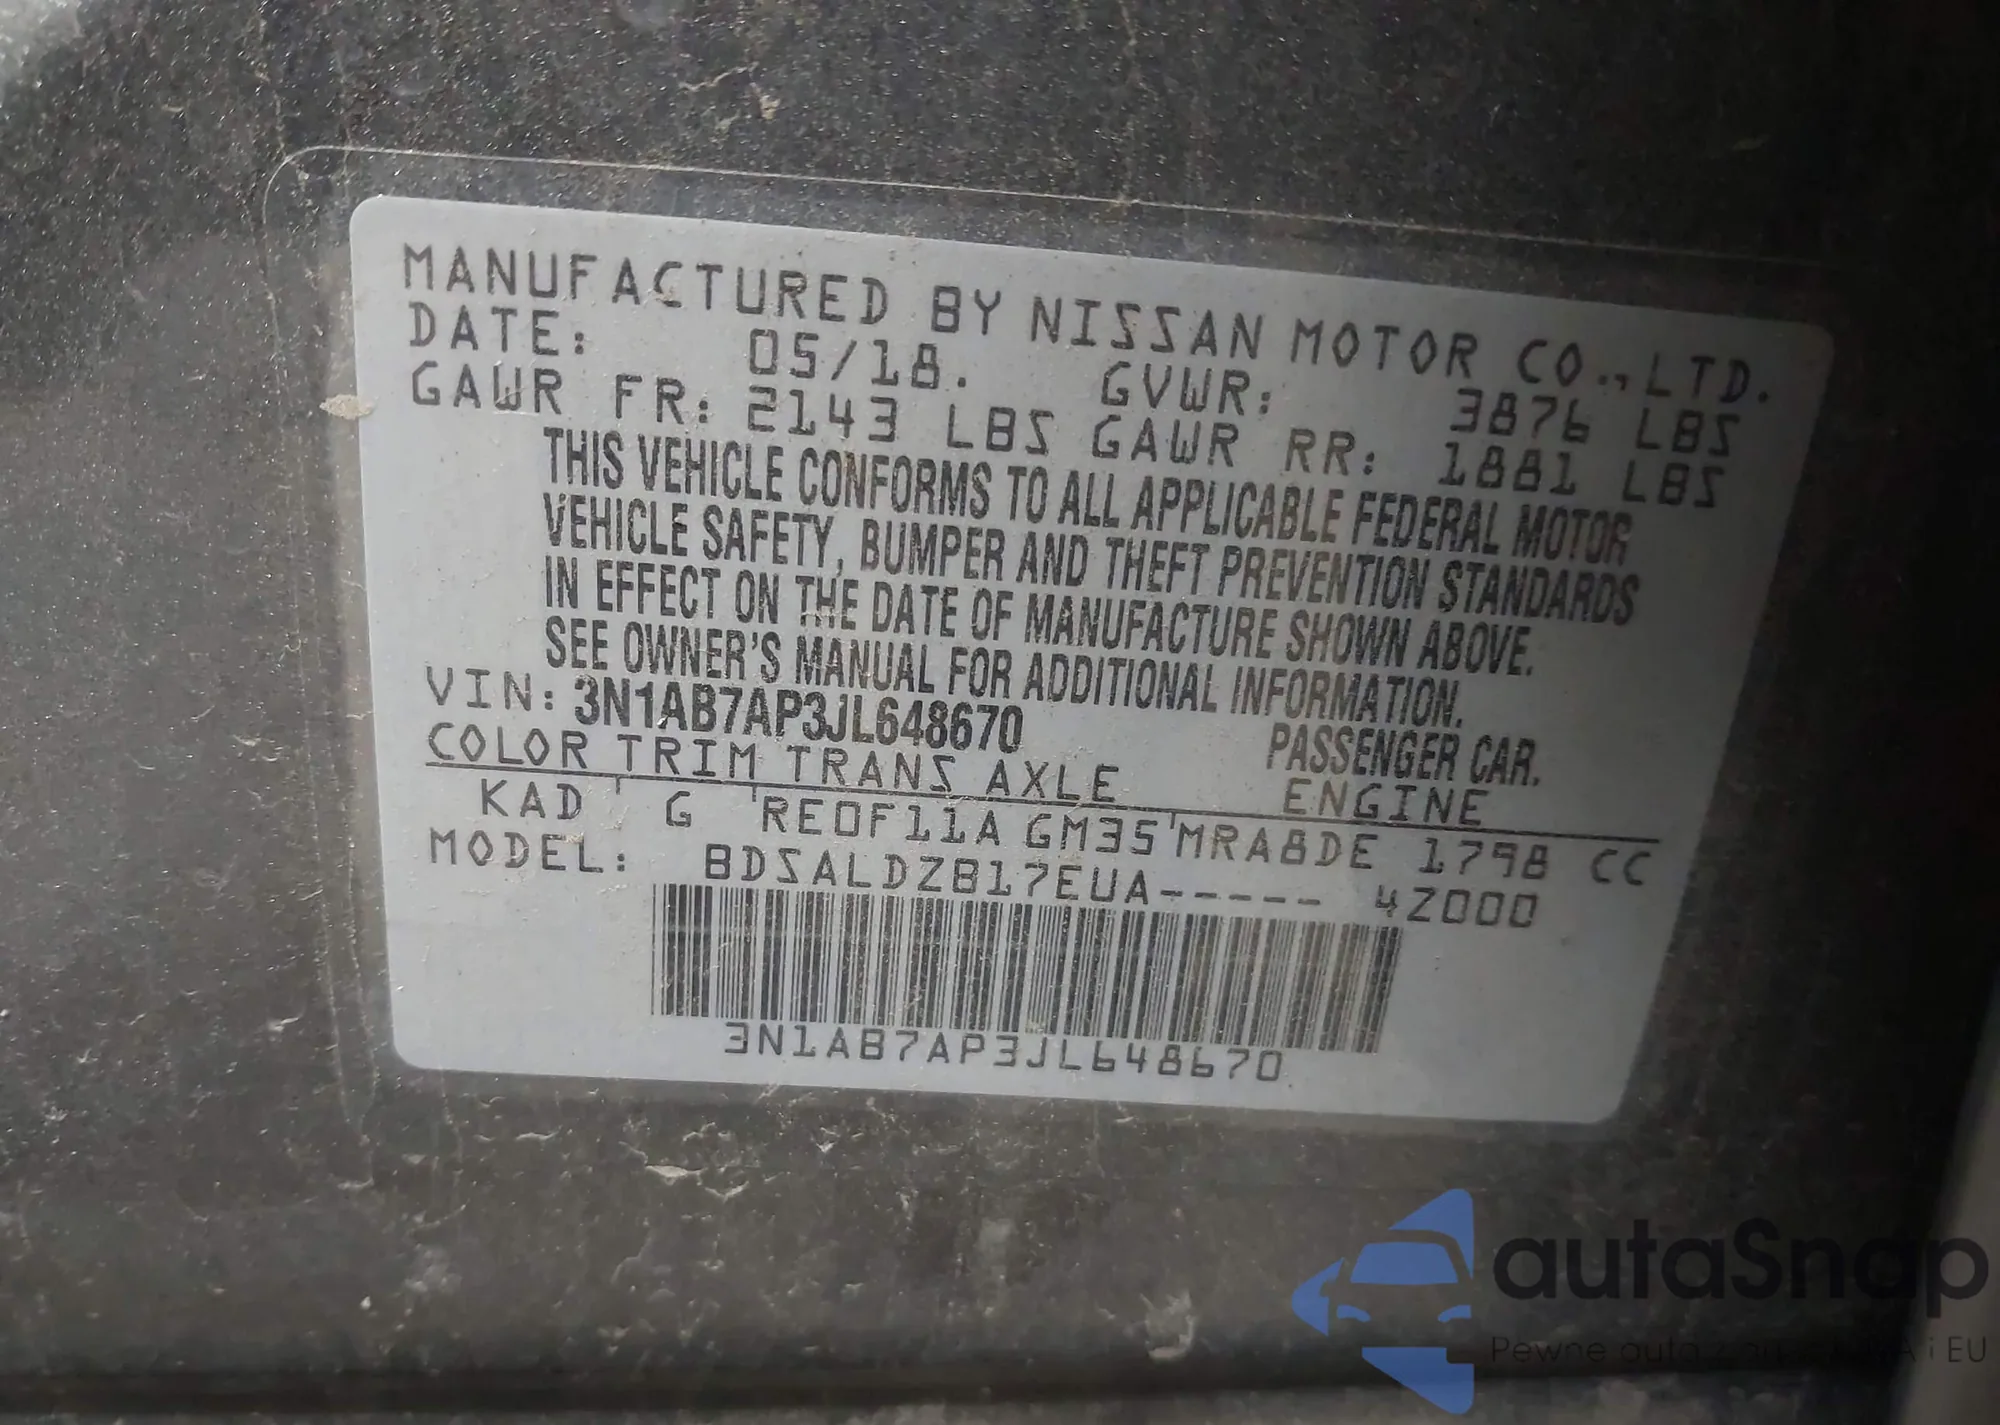 MANUFACTURED BY NISSAN MOTOR CO., LTD.
DATE: 05/18. GVWR: 3876 LBS
GAWR FR: 2143 LBS GAWR RR: 1881 LBS
THIS VEHICLE CONFORMS TO ALL APPLICABLE FEDERAL MOTOR
VEHICLE SAFETY, BUMPER AND THEFT PREVENTION STANDARDS
IN EFFECT ON THE DATE OF MANUFACTURE SHOWN ABOVE.
SEE OWNER'S MANUAL FOR ADDITIONAL INFORMATION.
VIN: 3N1AB7AP3JL648670 PASSENGER CAR.
COLOR TRIM TRANS AXLE ENGINE
KAD G RE0F11A GM35 MRA8DE 1798 CC
MODEL: BDSALDZB17EUA----- 4Z000
3N1AB7AP3JL648670
autaSnap
Pewne auta i EU